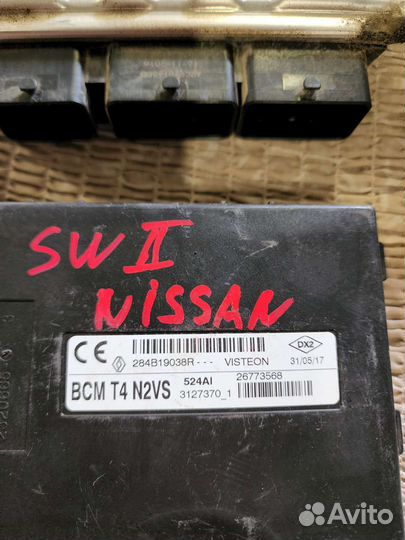 SW II
NISSAN
CE 284B19038R - - - VISTEON DX2 31/05/17
BCM T4 N2VS 524AI 26773568
3127370_1
Avito